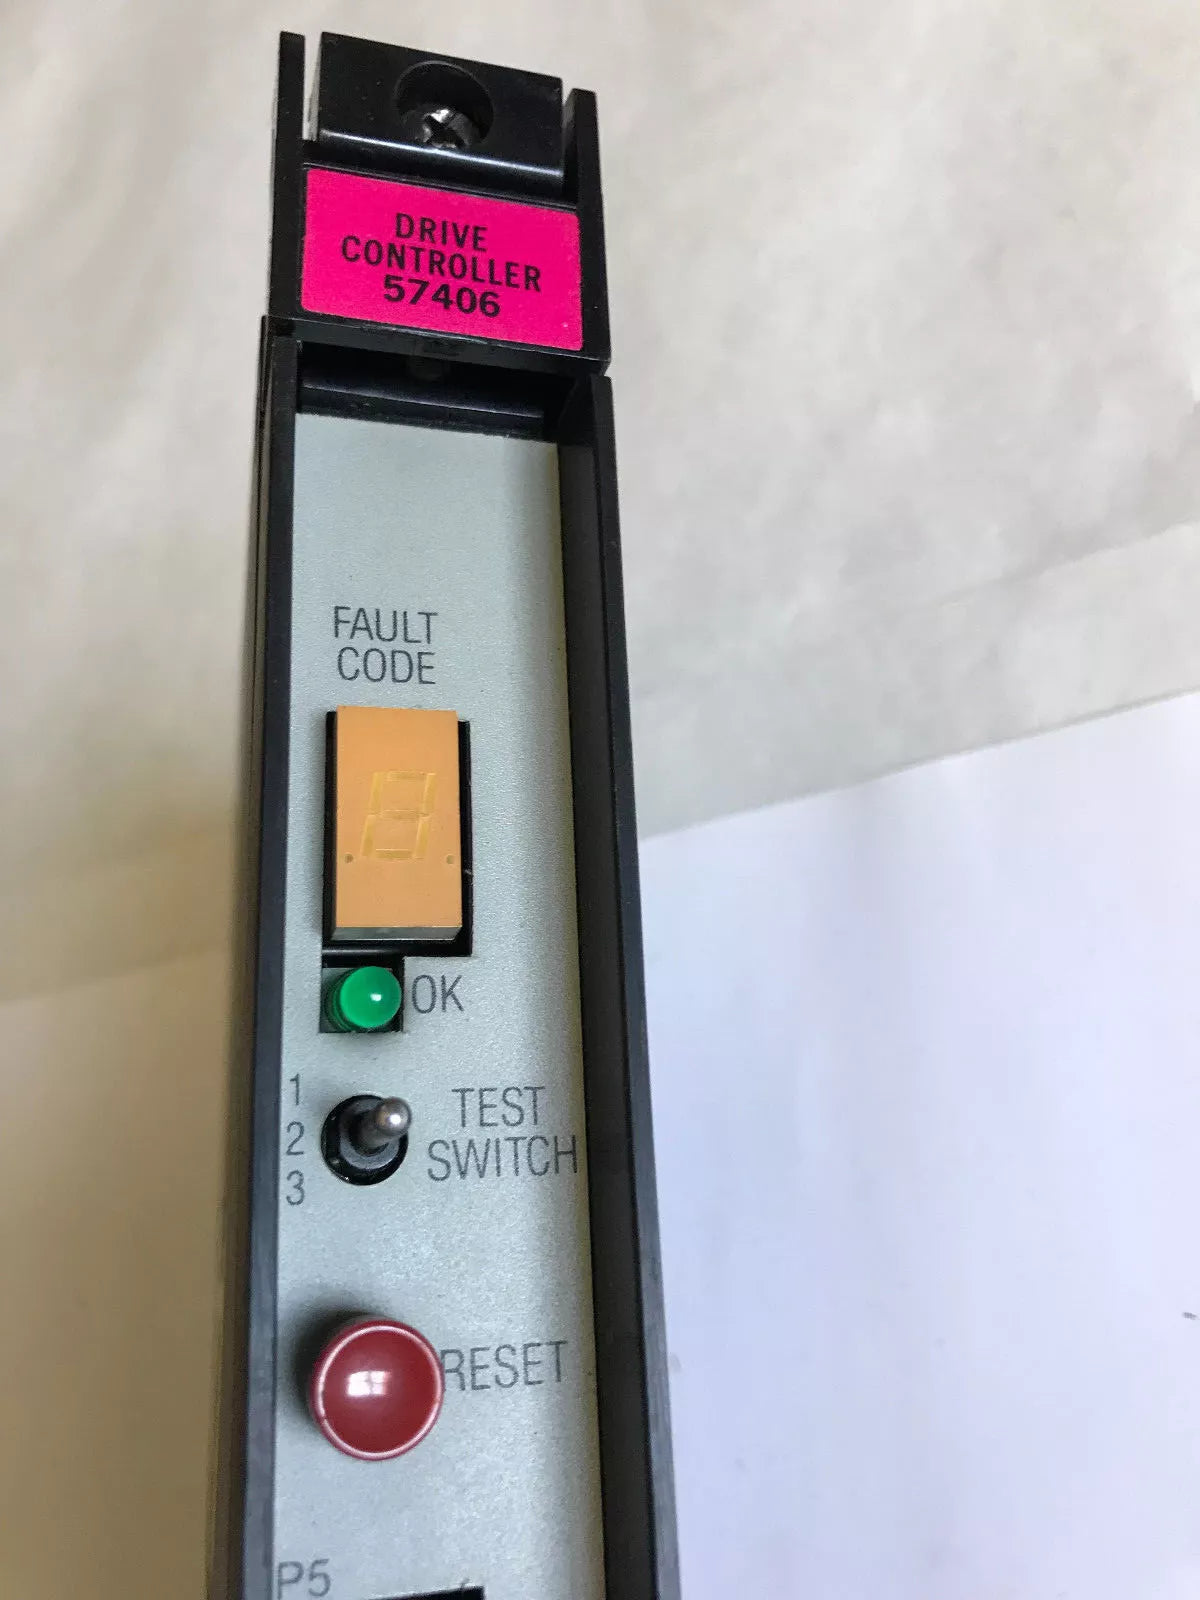 DRIVE
CONTROLLER
57406
FAULT
CODE
OK
1
2
3
TEST
SWITCH
RESET
P5